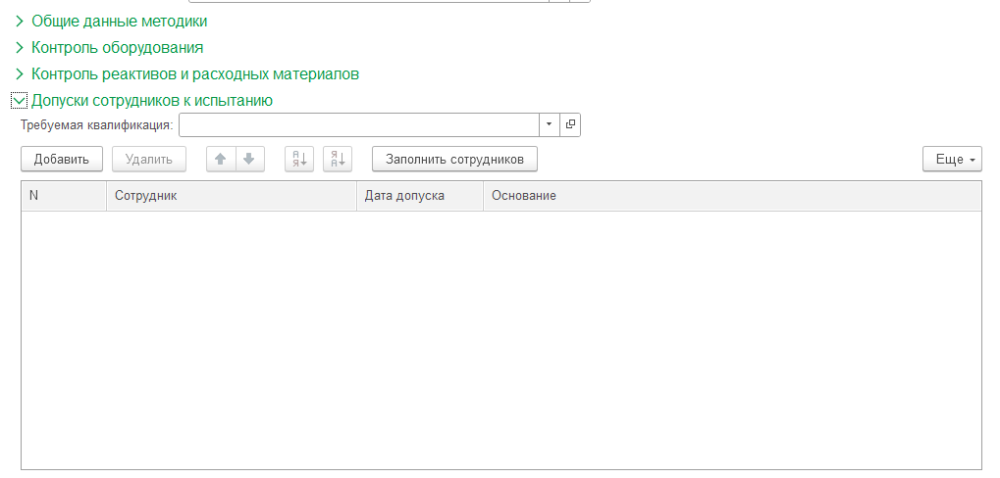 Общие данные методики
Контроль оборудования
Контроль реактивов и расходных материалов
Допуски сотрудников к испытанию
Требуемая квалификация:
Добавить Удалить А Я Я А Заполнить сотрудников Еще
N Сотрудник Дата допуска Основание